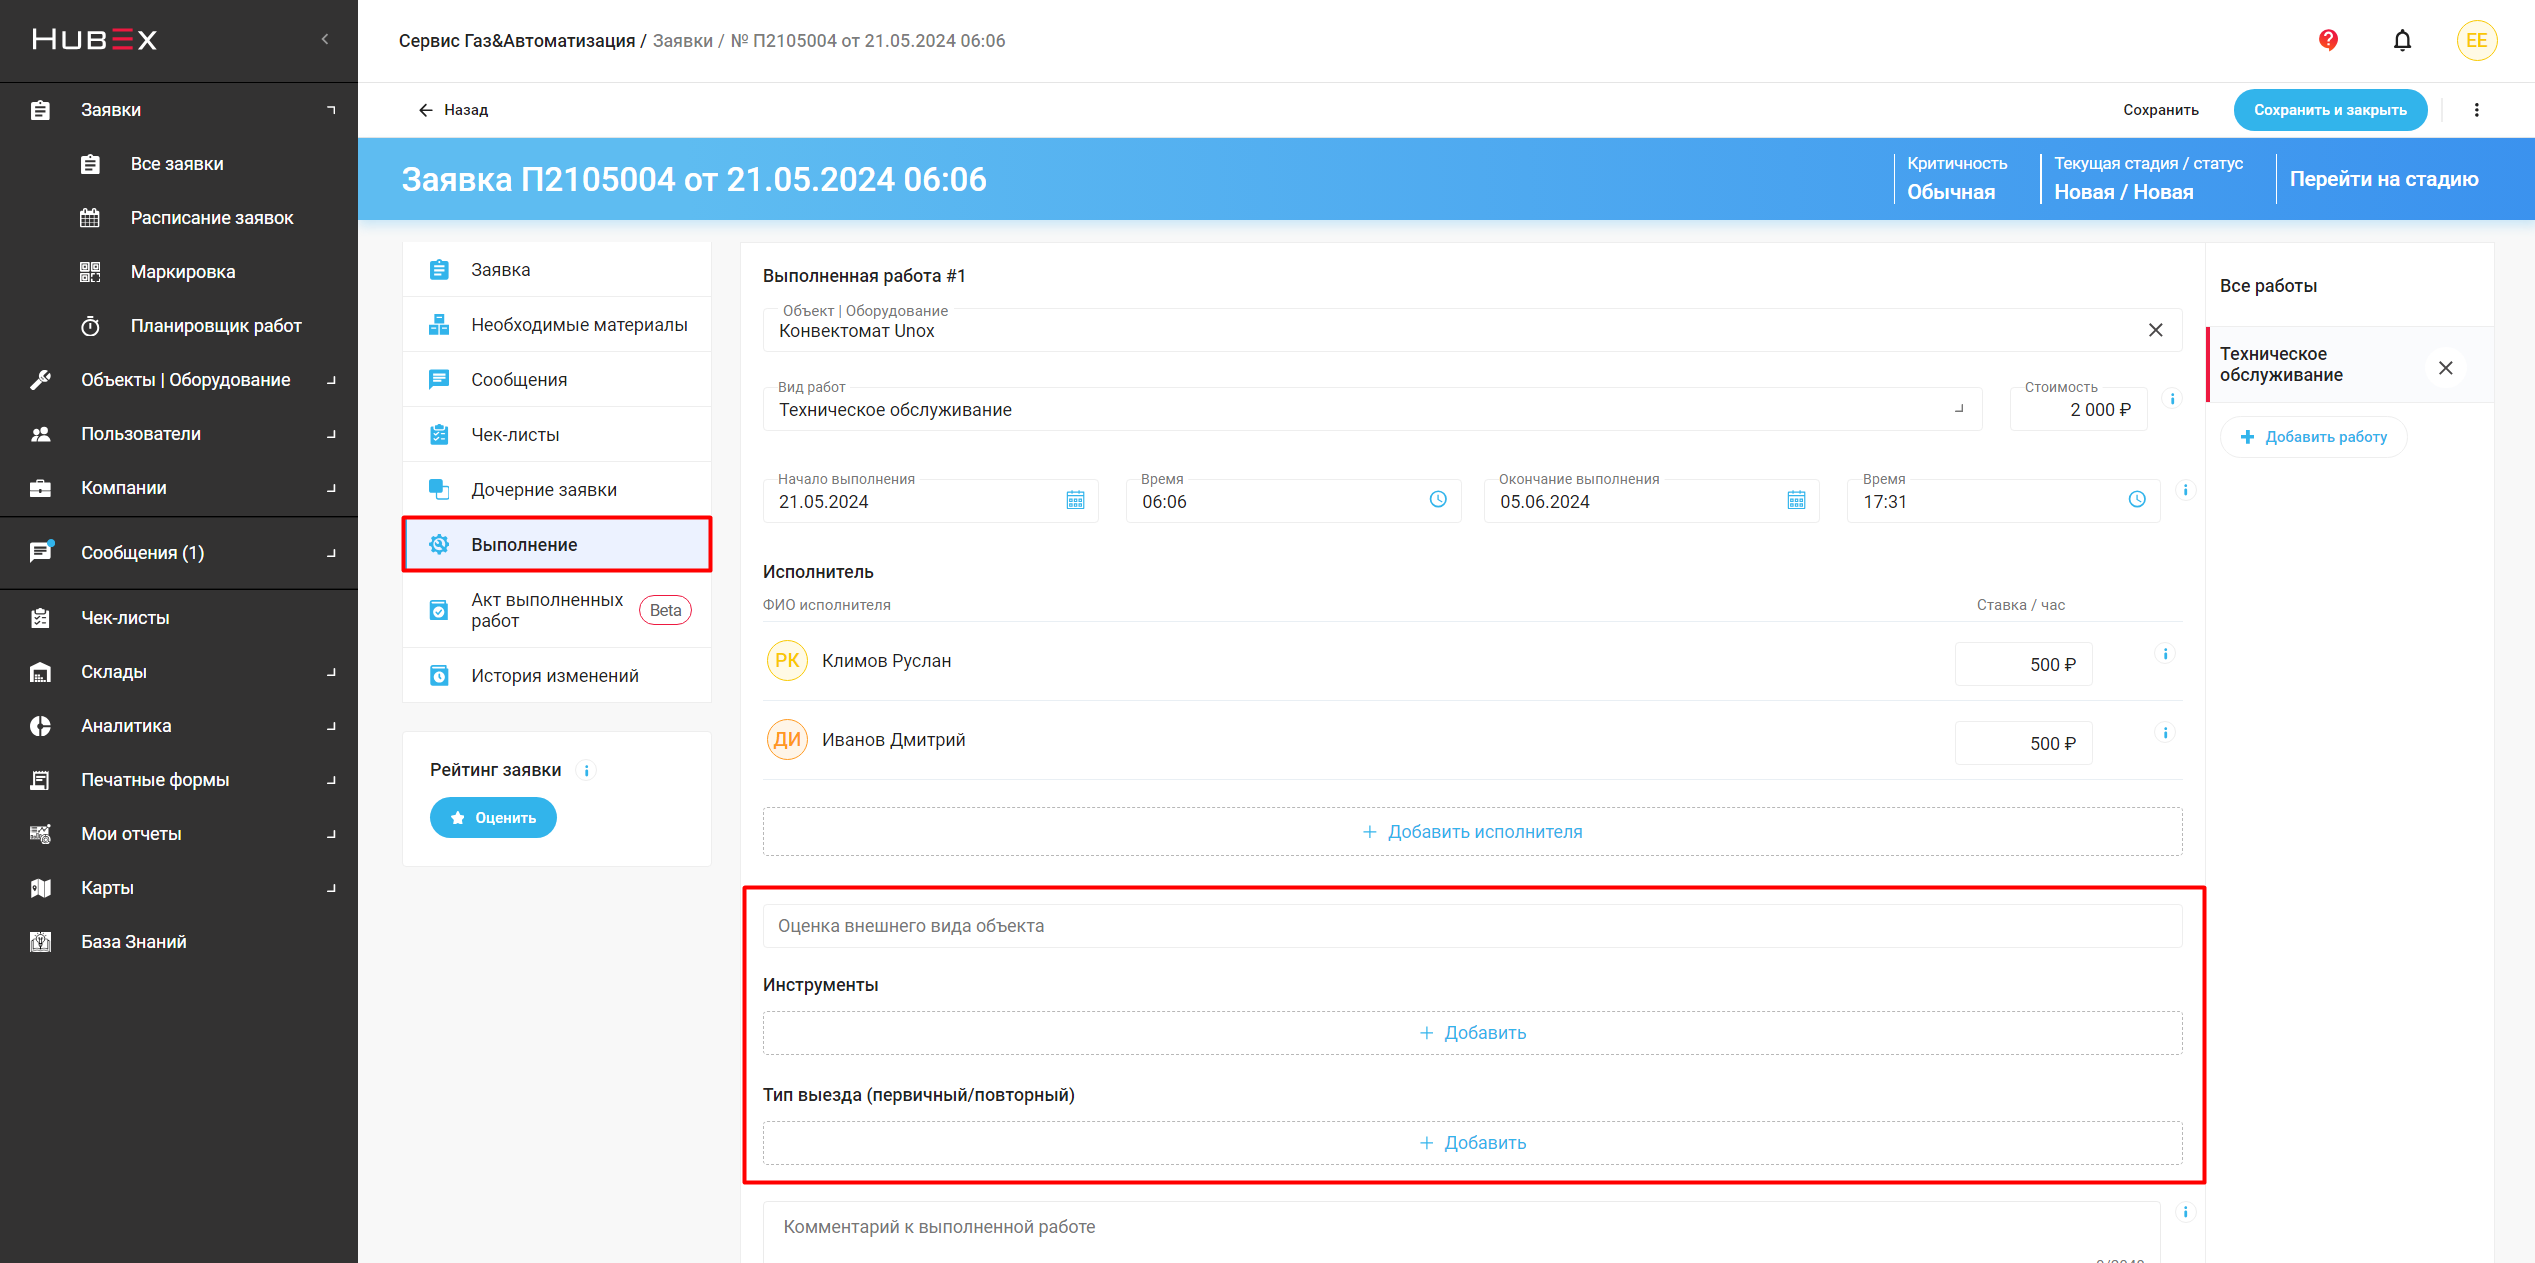 HUBEX
Заявки
Все заявки
Расписание заявок
Маркировка
Планировщик работ
Объекты | Оборудование
Пользователи
Компании
Сообщения (1)
Чек-листы
Склады
Аналитика
Печатные формы
Мои отчеты
Карты
База Знаний
Сервис Газ&Автоматизация / Заявки / № П2105004 от 21.05.2024 06:06
EE
Назад
Сохранить
Сохранить и закрыть
Заявка П2105004 от 21.05.2024 06:06
Критичность
Обычная
Текущая стадия / статус
Новая / Новая
Перейти на стадию
Заявка
Необходимые материалы
Сообщения
Чек-листы
Дочерние заявки
Выполнение
Акт выполненных
работ
Beta
История изменений
Рейтинг заявки
Оценить
Выполненная работа #1
Объект | Оборудование
Конвектомат Unox
Вид работ
Техническое обслуживание
Стоимость
2 000 ₽
Начало выполнения
21.05.2024
Время
06:06
Окончание выполнения
05.06.2024
Время
17:31
Исполнитель
ФИО исполнителя
Ставка / час
РК
Климов Руслан
500 ₽
ДИ
Иванов Дмитрий
500 ₽
+ Добавить исполнителя
Оценка внешнего вида объекта
Инструменты
+ Добавить
Тип выезда (первичный/повторный)
+ Добавить
Комментарий к выполненной работе
Все работы
Техническое
обслуживание
+ Добавить работу